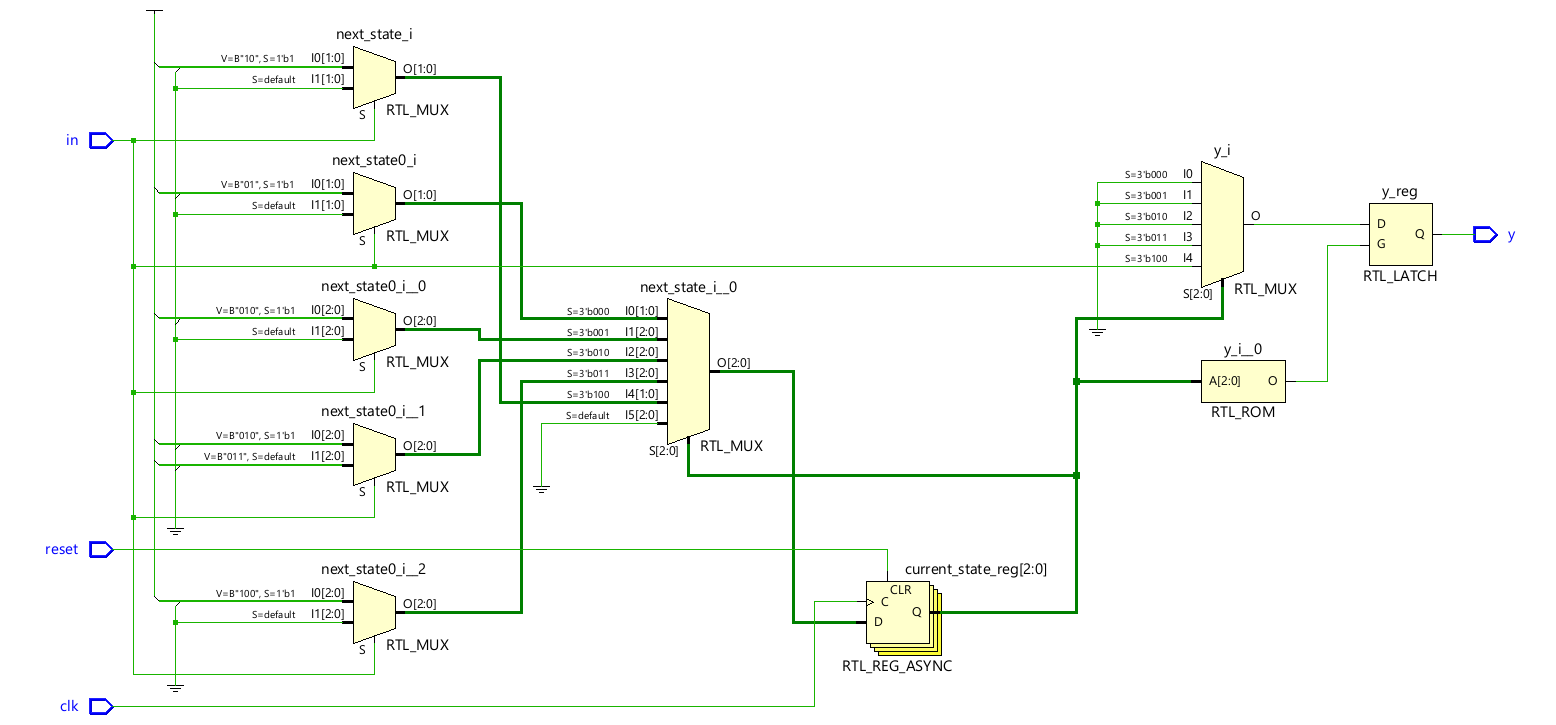 next_state_i
V=B"10", S=1'b1 I0[1:0]
S=default I1[1:0]
O[1:0]
S
RTL_MUX
in
next_state0_i
V=B"01", S=1'b1 I0[1:0]
S=default I1[1:0]
O[1:0]
S
RTL_MUX
next_state0_i__0
V=B"010", S=1'b1 I0[2:0]
S=default I1[2:0]
O[2:0]
S
RTL_MUX
next_state0_i__1
V=B"010", S=1'b1 I0[2:0]
V=B"011", S=default I1[2:0]
O[2:0]
S
RTL_MUX
reset
next_state0_i__2
V=B"100", S=1'b1 I0[2:0]
S=default I1[2:0]
O[2:0]
S
RTL_MUX
clk
next_state_i__0
S=3'b000 I0[1:0]
S=3'b001 I1[2:0]
S=3'b010 I2[2:0]
S=3'b011 I3[2:0]
S=3'b100 I4[1:0]
S=default I5[2:0]
O[2:0]
S[2:0]
RTL_MUX
current_state_reg[2:0]
CLR
C
D
Q
RTL_REG_ASYNC
y_i
S=3'b000 I0
S=3'b001 I1
S=3'b010 I2
S=3'b011 I3
S=3'b100 I4
O
S[2:0]
RTL_MUX
y_i__0
A[2:0] O
RTL_ROM
y_reg
D
G
Q
RTL_LATCH
y